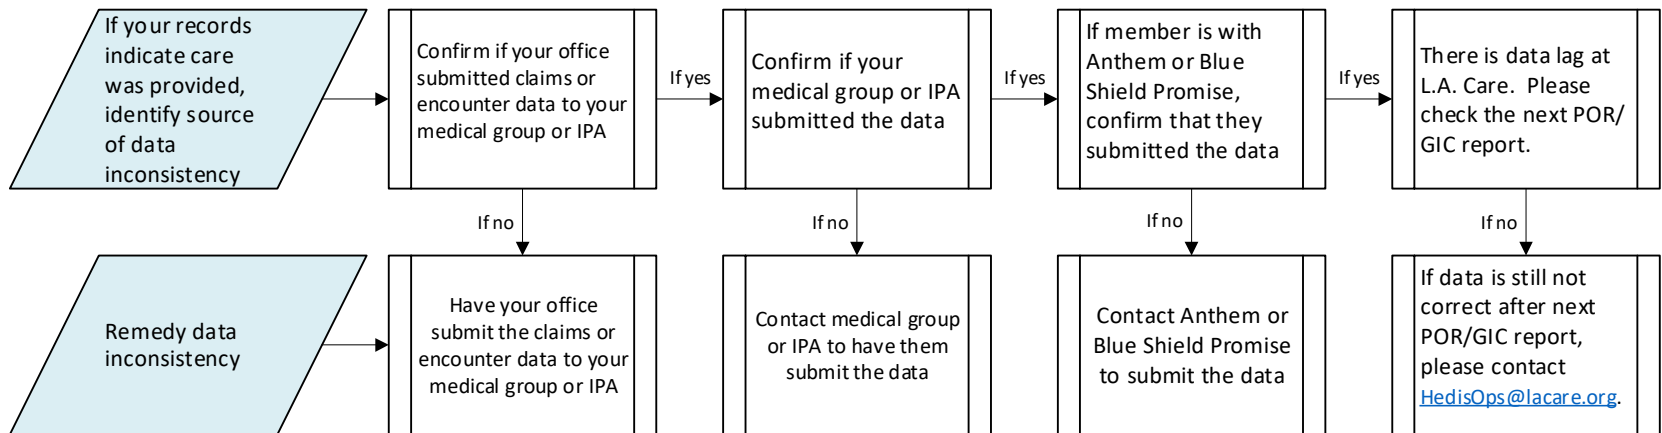 If your records
indicate care
was provided,
identify source
of data
inconsistency
Confirm if your office
submitted claims or
encounter data to your
medical group or IPA
If yes
Confirm if your
medical group or IPA
submitted the data
If yes
If member is with
Anthem or Blue
Shield Promise,
confirm that they
submitted the data
If yes
There is data lag at
L.A. Care.  Please
check the next POR/
GIC report.
If no
If no
If no
If no
Remedy data
inconsistency
Have your office
submit the claims or
encounter data to your
medical group or IPA
Contact medical group
or IPA to have them
submit the data
Contact Anthem or
Blue Shield Promise
to submit the data
If data is still not
correct after next
POR/GIC report,
please contact
HedisOps@lacare.org.